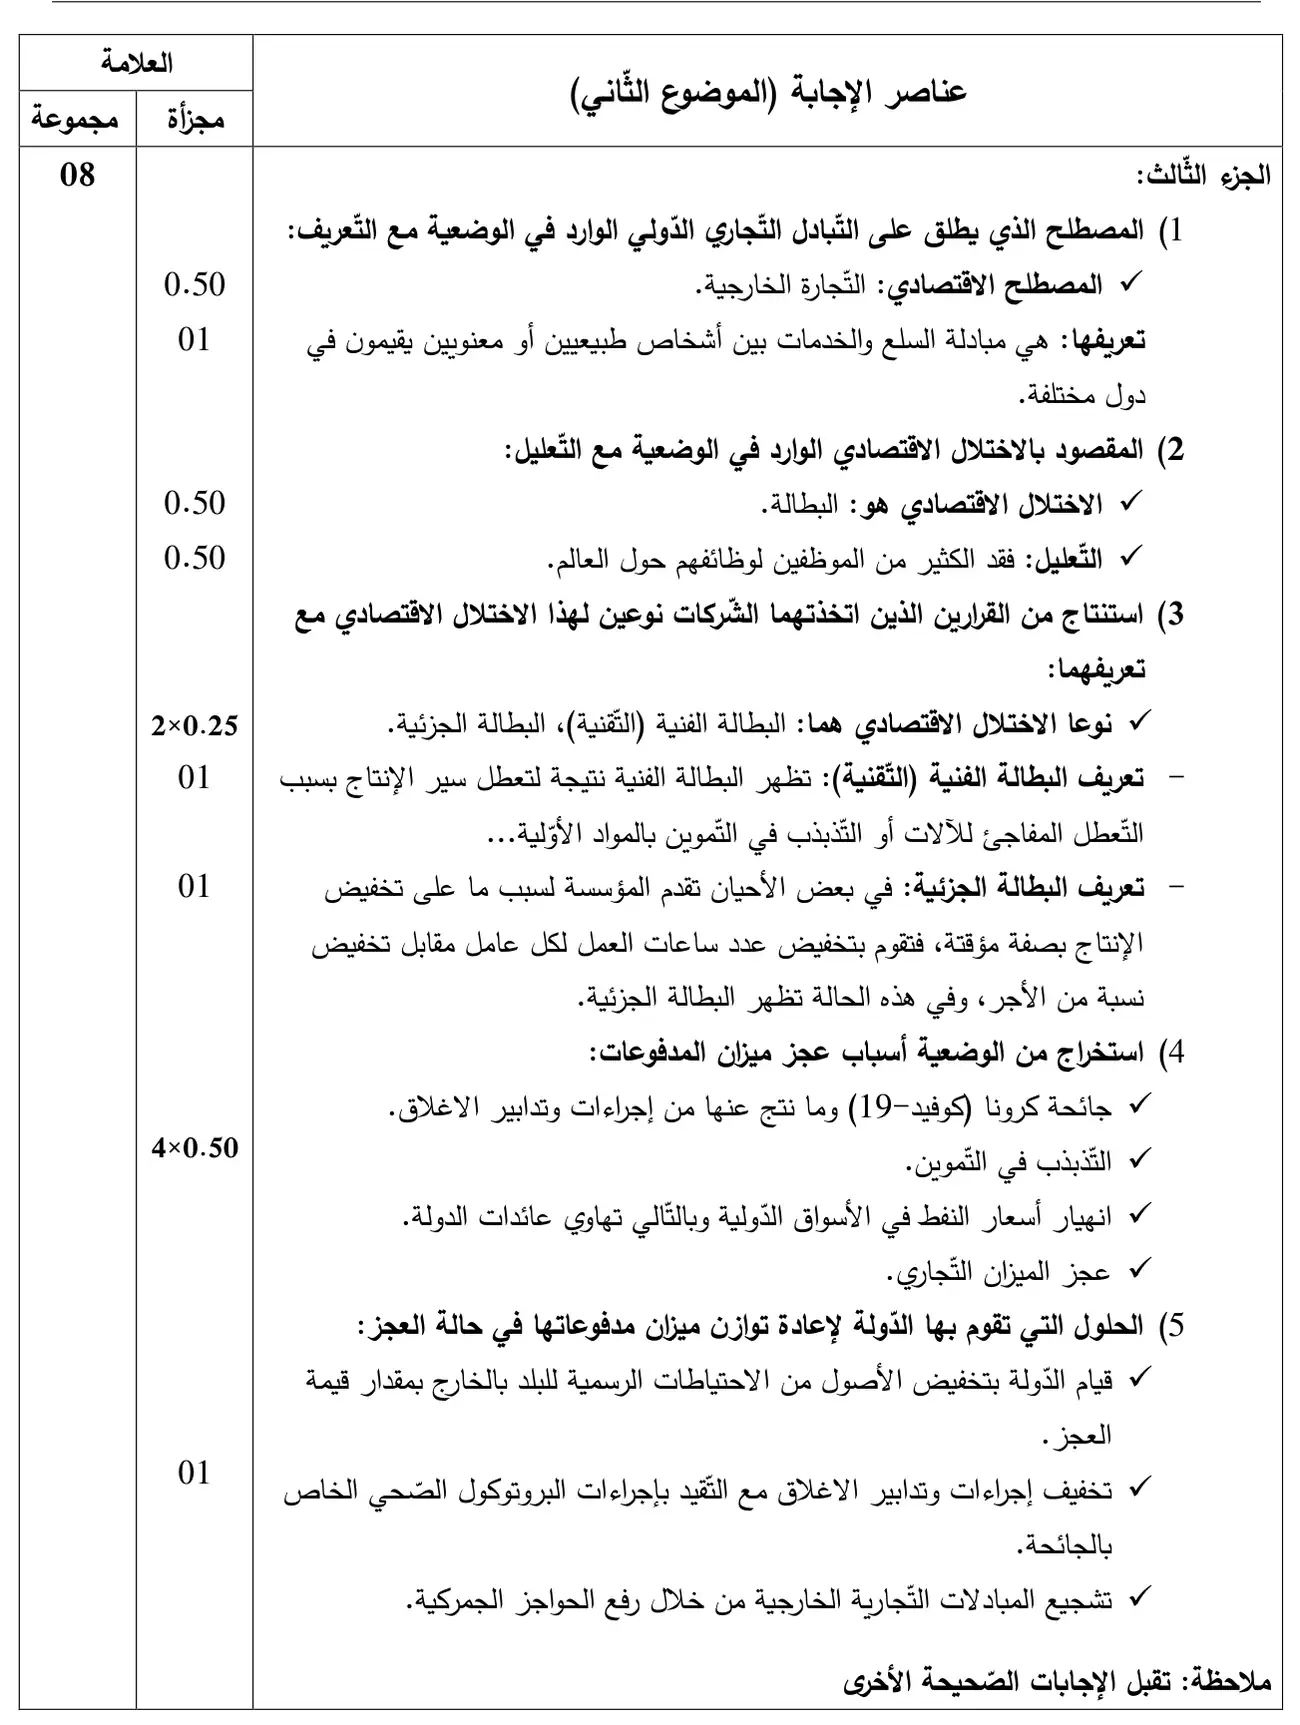 العلامة
عناصر الإجابة (الموضوع الثّاني)
مجزأة
مجموعة
08
الجزء الثّالث:
1) المصطلح الذي يطلق على التّبادل التّجاري الدّولي الوارد في الوضعية مع التّعريف:
✓ المصطلح الاقتصادي: التّجارة الخارجية.
0.50
تعريفها: هي مبادلة السلع والخدمات بين أشخاص طبيعيين أو معنويين يقيمون في
01
دول مختلفة.
2) المقصود بالاختلال الاقتصادي الوارد في الوضعية مع التّعليل:
✓ الاختلال الاقتصادي هو: البطالة.
0.50
✓ التّعليل: فقد الكثير من الموظفين لوظائفهم حول العالم.
0.50
3) استنتاج من القرارين الذين اتخذتهما الشّركات نوعين لهذا الاختلال الاقتصادي مع
تعريفهما:
✓ نوعا الاختلال الاقتصادي هما: البطالة الفنية (التّقنية)، البطالة الجزئية.
2×0.25
- تعريف البطالة الفنية (التّقنية): تظهر البطالة الفنية نتيجة لتعطل سير الإنتاج بسبب
01
التّعطل المفاجئ للآلات أو التّذبذب في التّموين بالمواد الأوّلية...
- تعريف البطالة الجزئية: في بعض الأحيان تقدم المؤسسة لسبب ما على تخفيض
01
الإنتاج بصفة مؤقتة، فتقوم بتخفيض عدد ساعات العمل لكل عامل مقابل تخفيض
نسبة من الأجر، وفي هذه الحالة تظهر البطالة الجزئية.
4) استخراج من الوضعية أسباب عجز ميزان المدفوعات:
✓ جائحة كرونا (كوفيد-19) وما نتج عنها من إجراءات وتدابير الاغلاق.
4×0.50
✓ التّذبذب في التّموين.
✓ انهيار أسعار النفط في الأسواق الدّولية وبالتّالي تهاوي عائدات الدولة.
✓ عجز الميزان التّجاري.
5) الحلول التي تقوم بها الدّولة لإعادة توازن ميزان مدفوعاتها في حالة العجز:
✓ قيام الدّولة بتخفيض الأصول من الاحتياطات الرسمية للبلد بالخارج بمقدار قيمة
العجز.
01
✓ تخفيف إجراءات وتدابير الاغلاق مع التّقيد بإجراءات البروتوكول الصّحي الخاص
بالجائحة.
✓ تشجيع المبادلات التّجارية الخارجية من خلال رفع الحواجز الجمركية.
ملاحظة: تقبل الإجابات الصّحيحة الأخرى